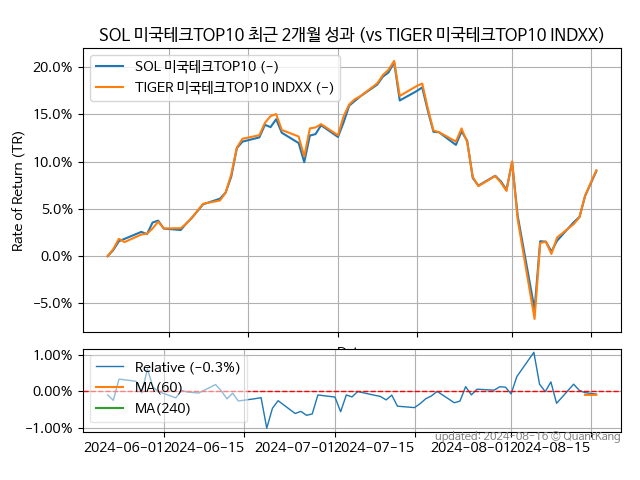 SOL 미국테크TOP10 최근 2개월 성과 (vs TIGER 미국테크TOP10 INDXX)
SOL 미국테크TOP10 (-)
TIGER 미국테크TOP10 INDXX (-)
Rate of Return (TR)
20.0%
15.0%
10.0%
5.0%
0.0%
-5.0%
1.00%
0.00%
-1.00%
Relative (-0.3%)
MA(60)
MA(240)
updated: 2024-08-16 © QuantKang
2024-06-01 2024-06-15 2024-07-01 2024-07-15 2024-08-01 2024-08-15